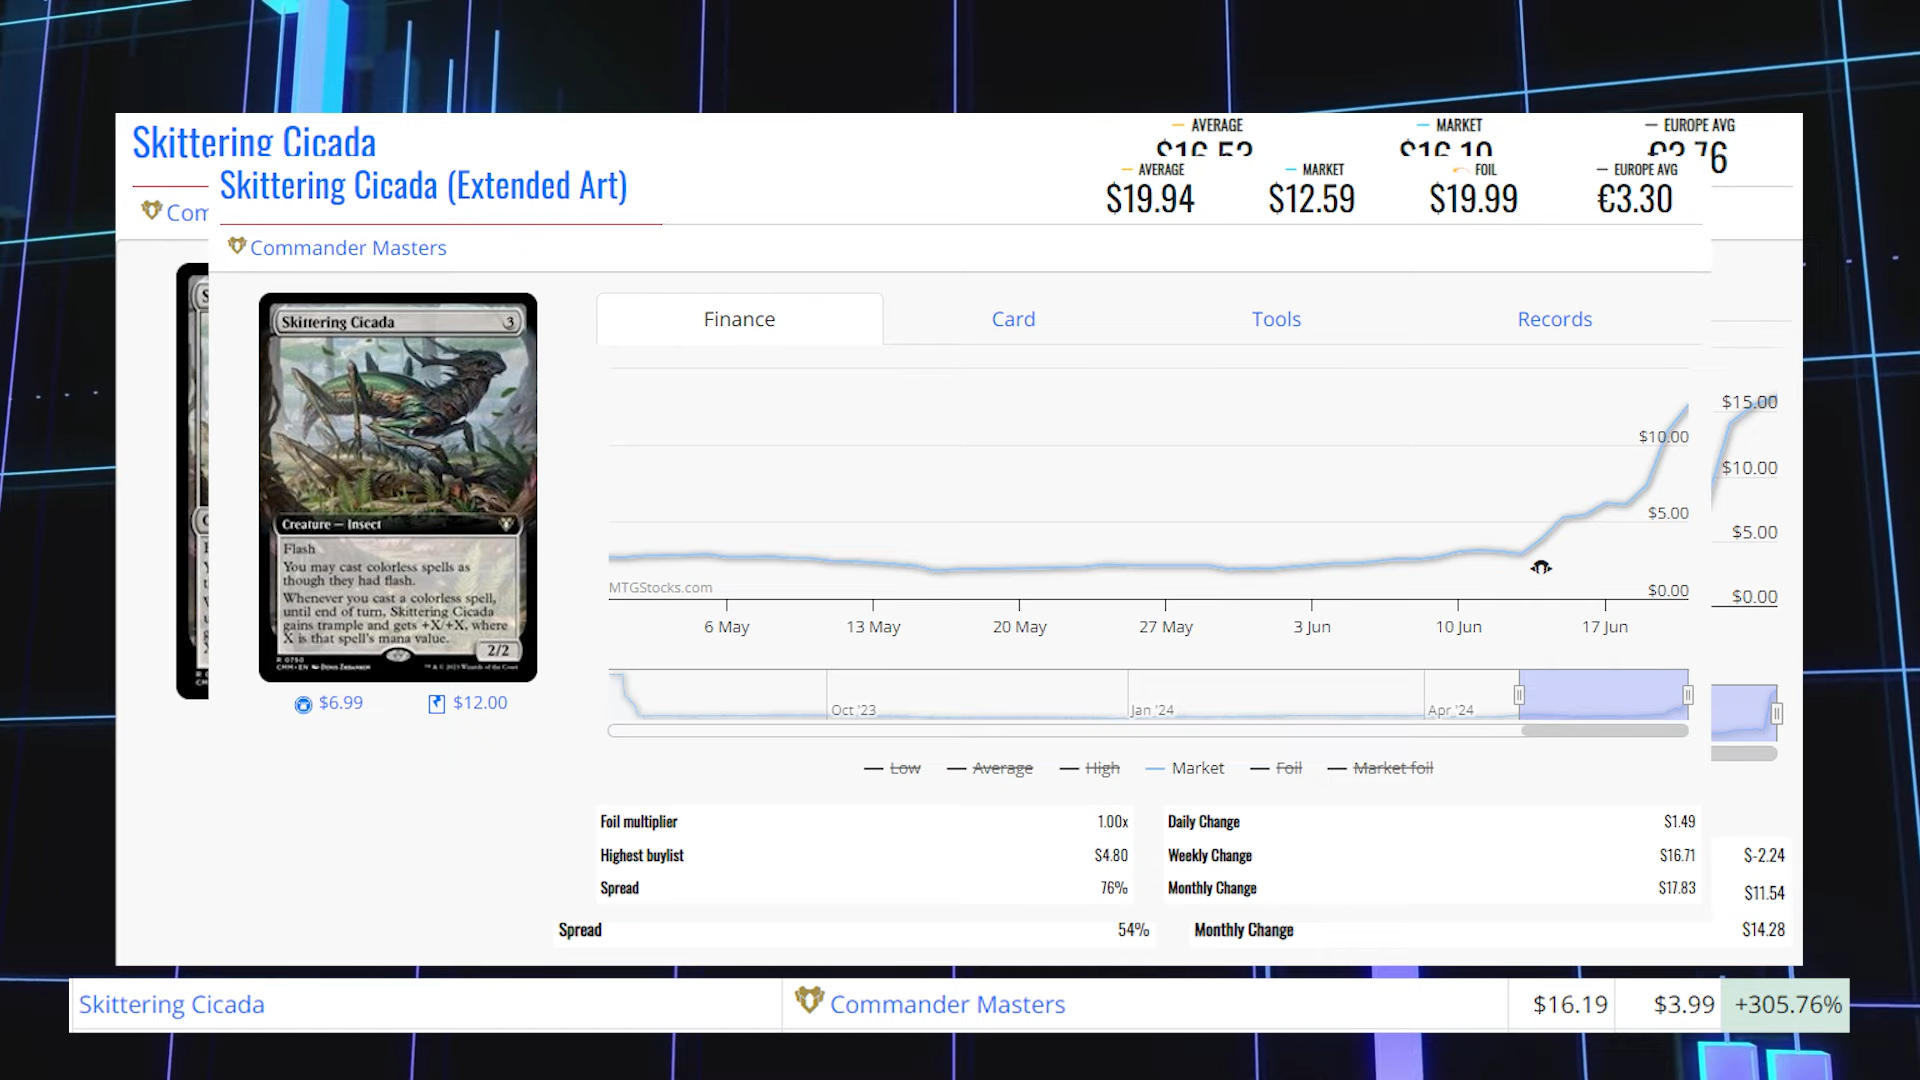 Skittering Cicada
AVERAGE
MARKET
EUROPE AVG
Skittering Cicada (Extended Art)
AVERAGE
MARKET
FOIL
EUROPE AVG
$19.94
$12.59
$19.99
€3.30
Com
Commander Masters
Skittering Cicada
3
Creature — Insect
Flash
You may cast colorless spells as
though they had flash.
Whenever you cast a colorless spell,
until end of turn, Skittering Cicada
gains trample and gets +X/+X, where
X is that spell's mana value.
2/2
R 0750
$6.99
$12.00
Finance
Card
Tools
Records
$15.00
$10.00
$10.00
$5.00
$5.00
$0.00
$0.00
MTGStocks.com
6 May
13 May
20 May
27 May
3 Jun
10 Jun
17 Jun
Oct '23
Jan '24
Apr '24
Low
Average
High
Market
Foil
Market foil
Foil multiplier
1.00x
Daily Change
$1.49
Highest buylist
$4.80
Weekly Change
$16.71
$-2.24
Spread
76%
Monthly Change
$17.83
$11.54
Spread
54%
Monthly Change
$14.28
Skittering Cicada
Commander Masters
$16.19
$3.99
+305.76%